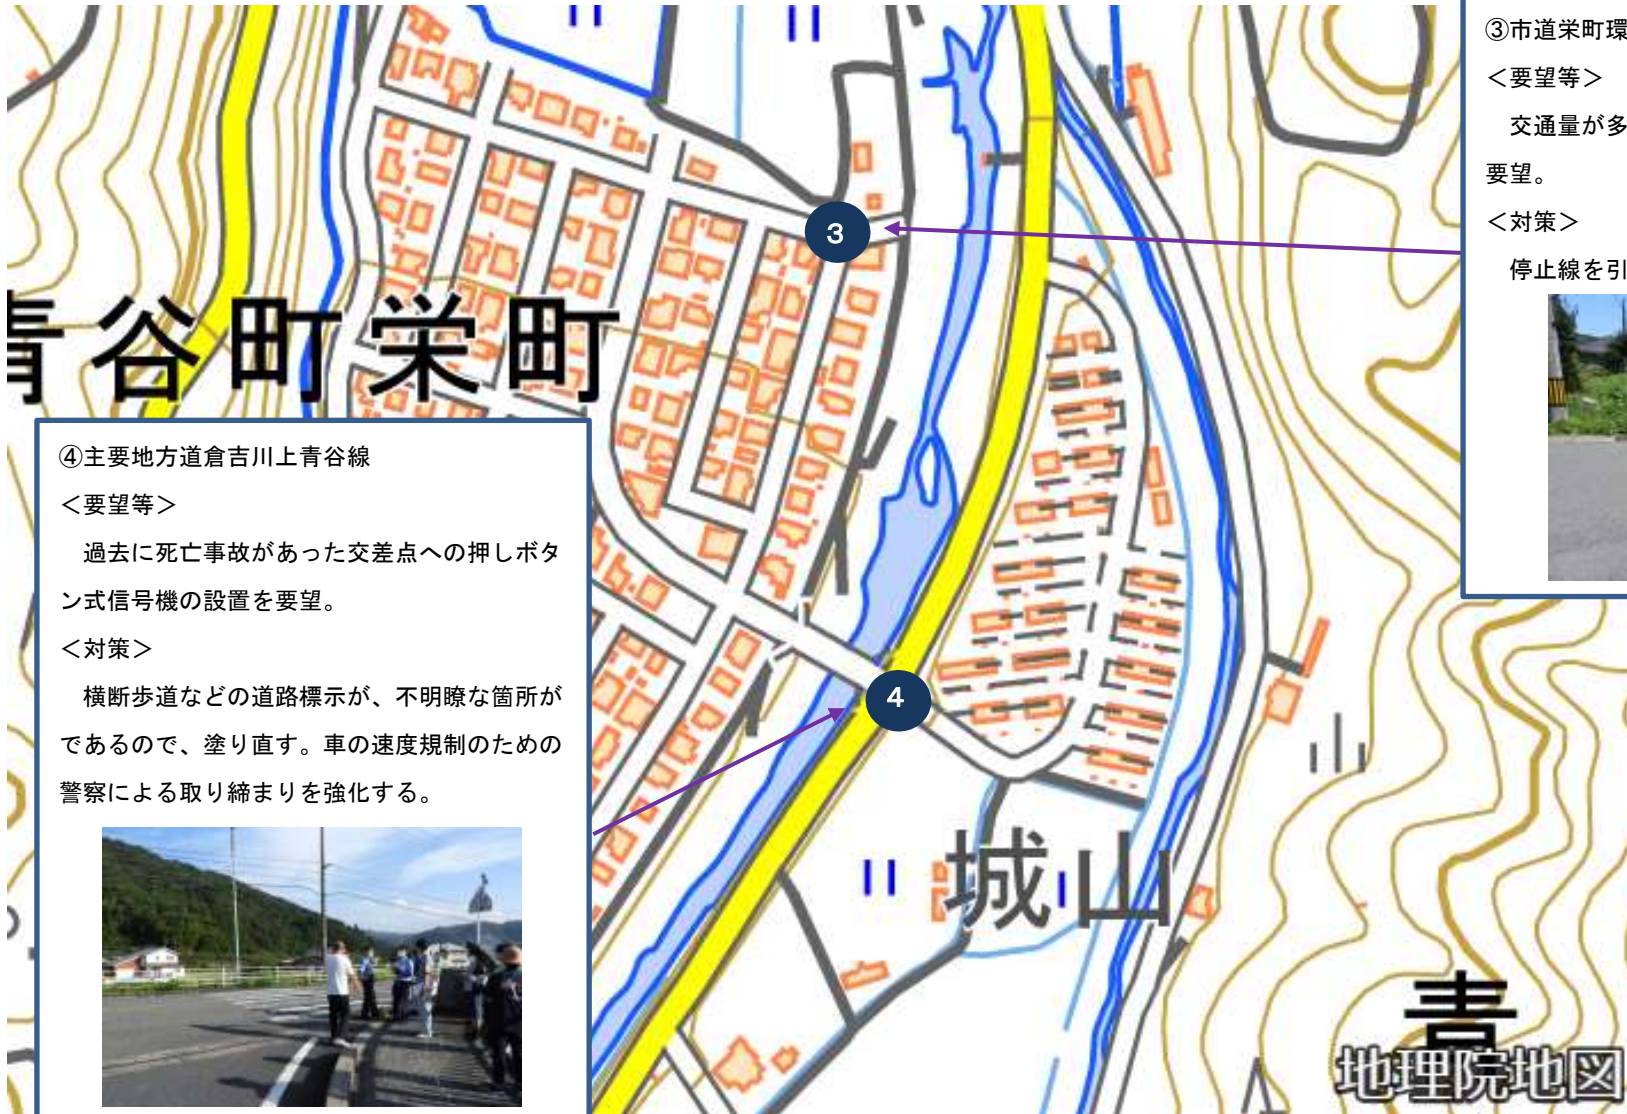 ③市道栄町環
＜要望等＞
交通量が多
要望。
＜対策＞
停止線を引
3
青谷町栄町
④主要地方道倉吉川上青谷線
＜要望等＞
過去に死亡事故があった交差点への押しボタ
ン式信号機の設置を要望。
＜対策＞
横断歩道などの道路標示が、不明瞭な箇所が
であるので、塗り直す。車の速度規制のための
警察による取り締まりを強化する。
4
城山
青
地理院地図